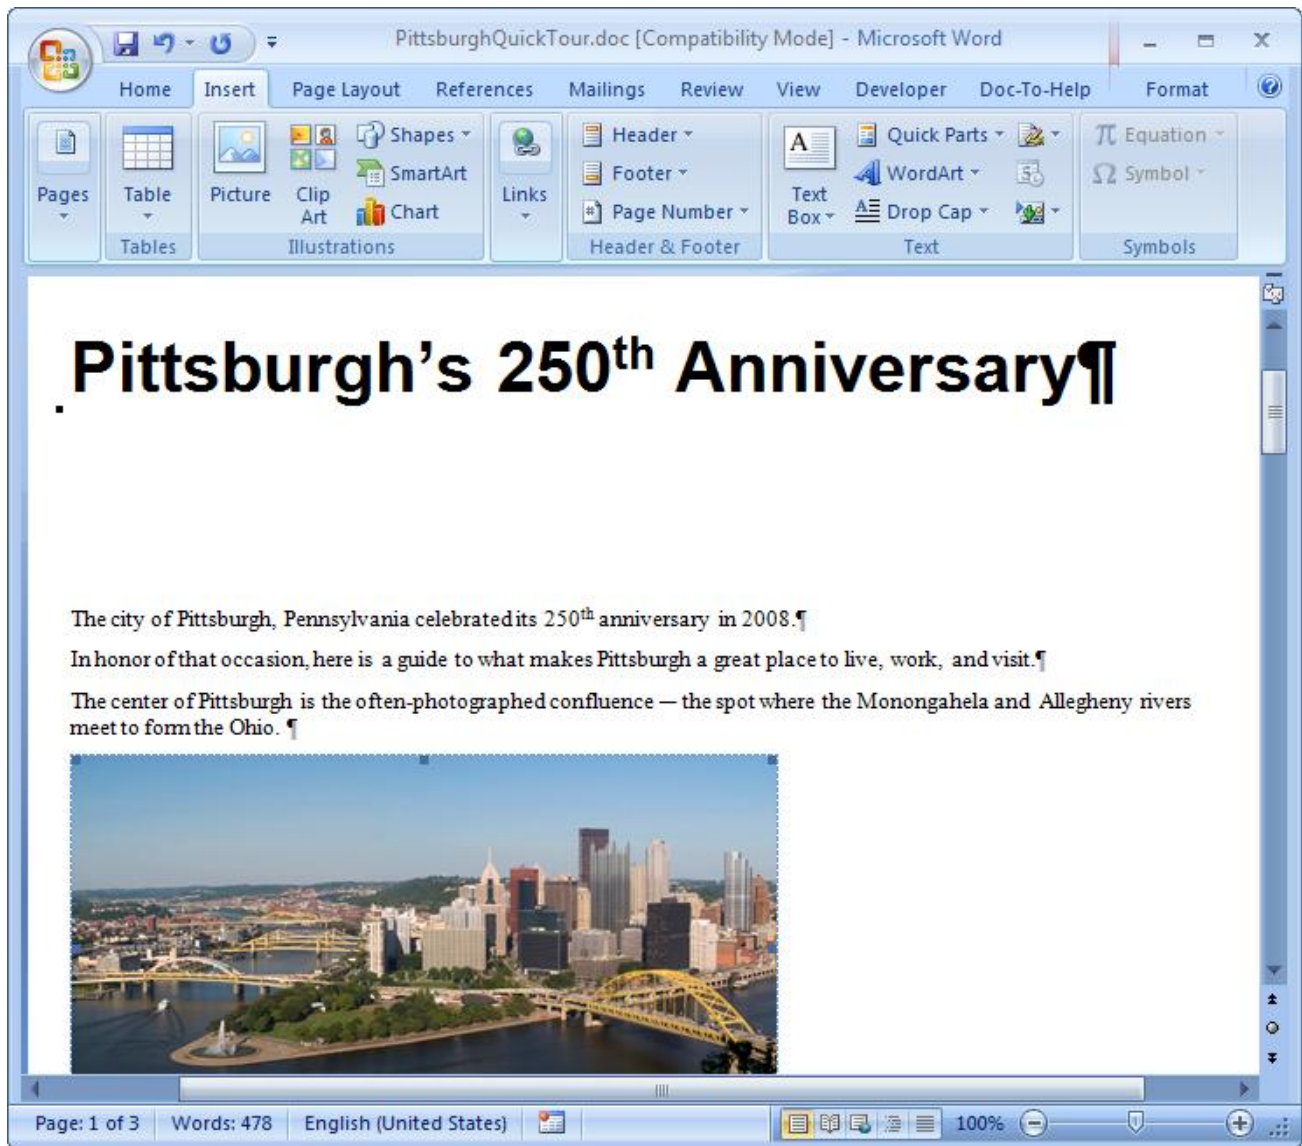 PittsburghQuickTour.doc [Compatibility Mode] - Microsoft Word
Home Insert Page Layout References Mailings Review View Developer Doc-To-Help Format
Pages
Table
Tables
Picture
Clip Art
Shapes
SmartArt
Chart
Illustrations
Links
Header
Footer
Page Number
Header & Footer
A
Text Box
Quick Parts
WordArt
Drop Cap
Text
π Equation
Ω Symbol
Symbols
Pittsburgh’s 250th Anniversary¶
The city of Pittsburgh, Pennsylvania celebrated its 250th anniversary in 2008.¶
In honor of that occasion, here is a guide to what makes Pittsburgh a great place to live, work, and visit.¶
The center of Pittsburgh is the often-photographed confluence — the spot where the Monongahela and Allegheny rivers
meet to form the Ohio. ¶
Page: 1 of 3 Words: 478 English (United States) 100%